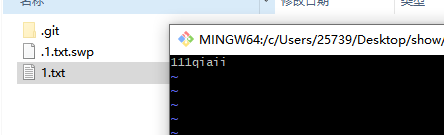 名称
修改日期
类型
.git
.1.txt.swp
1.txt
MINGW64:/c/Users/25739/Desktop/show/
111qiaii
~
~
~
~